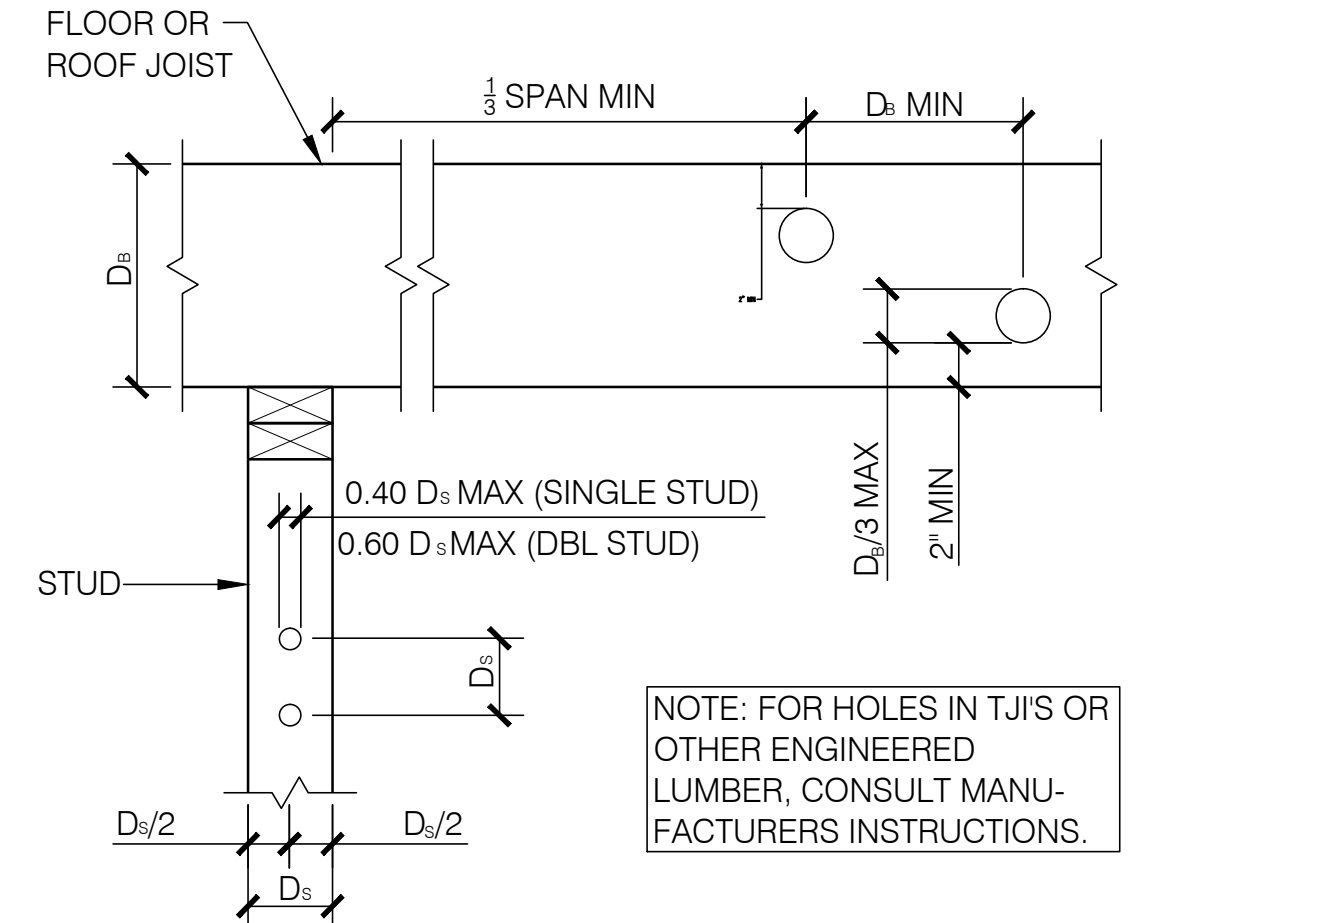 FLOOR OR
ROOF JOIST
1/3 SPAN MIN
DB MIN
DB
2" MIN
0.40 DS MAX (SINGLE STUD)
0.60 DS MAX (DBL STUD)
DB/3 MAX
2" MIN
STUD
DS
NOTE: FOR HOLES IN TJI'S OR
OTHER ENGINEERED
LUMBER, CONSULT MANU-
FACTURERS INSTRUCTIONS.
DS/2
DS/2
DS